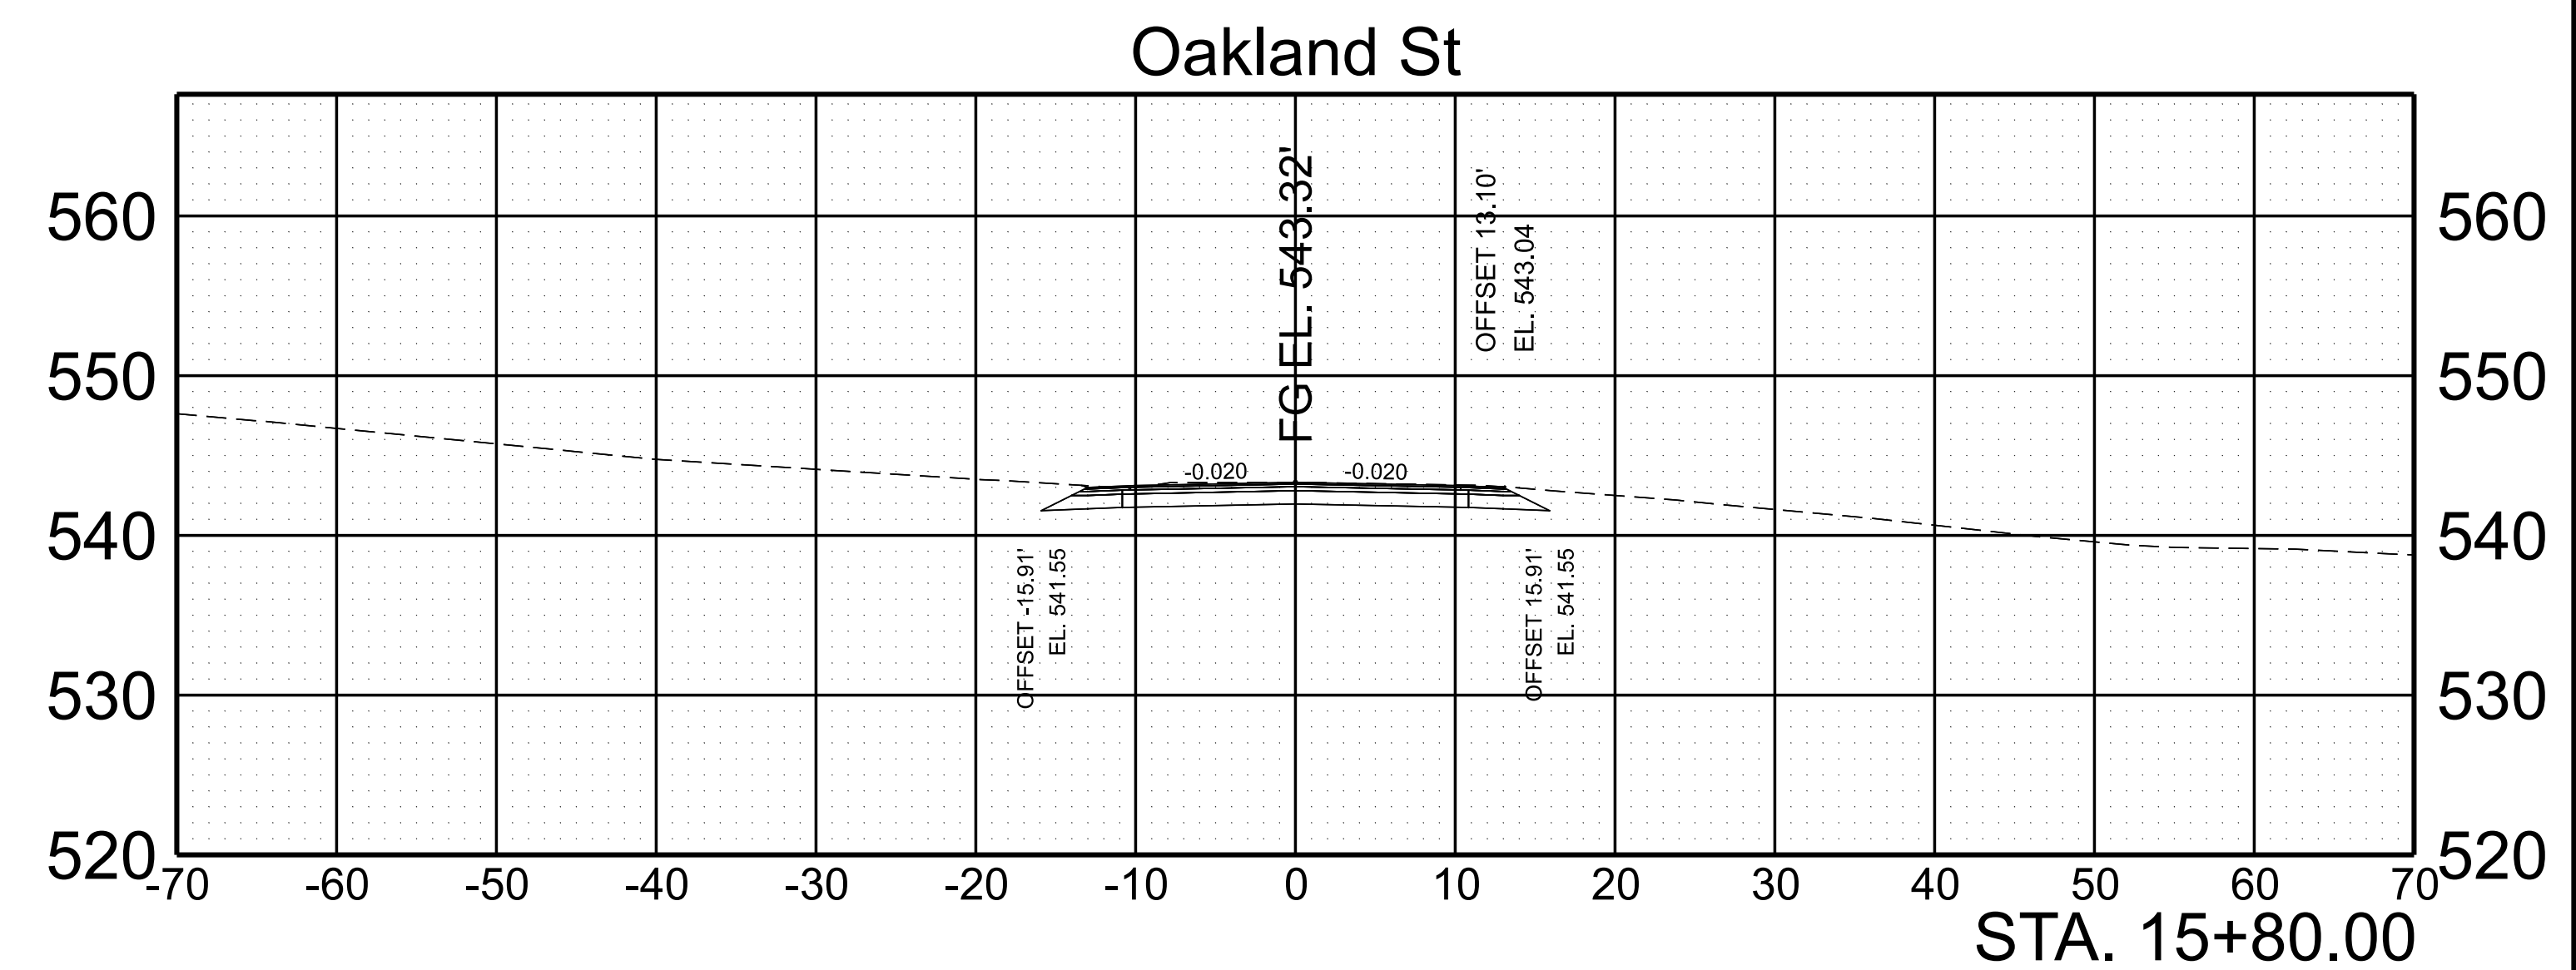 Oakland St
FG EL. 543.32'
OFFSET 13.10'
EL. 543.04
560
560
550
550
-0.020
-0.020
540
540
OFFSET -15.91'
EL. 541.55
OFFSET 15.91'
EL. 541.55
530
530
520
520
-70 -60 -50 -40 -30 -20 -10 0 10 20 30 40 50 60 70
STA. 15+80.00